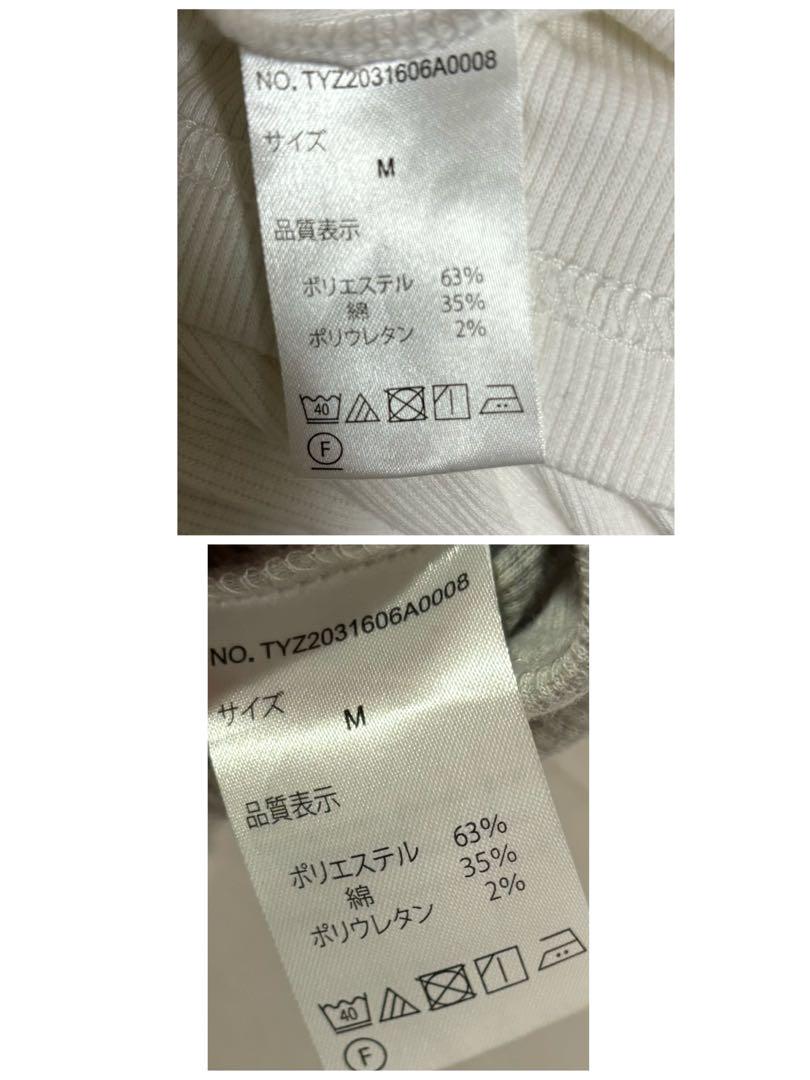 NO. TYZ2031606A0008
サイズ
M
品質表示
ポリエステル 63%
綿 35%
ポリウレタン 2%
40
F
NO. TYZ2031606A0008
サイズ
M
品質表示
ポリエステル 63%
綿 35%
ポリウレタン 2%
40
F